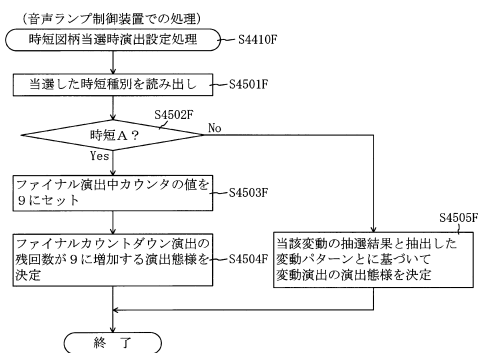 (音声ランプ制御装置での処理)
時短図柄当選時演出設定処理
S4410F
当選した時短種別を読み出し
S4501F
S4502F
時短A?
No
Yes
ファイナル演出中カウンタの値を
9にセット
S4503F
S4505F
ファイナルカウントダウン演出の
残回数が9に増加する演出態様を
決定
S4504F
当該変動の抽選結果と抽出した
変動パターンとに基づいて
変動演出の演出態様を決定
終 了